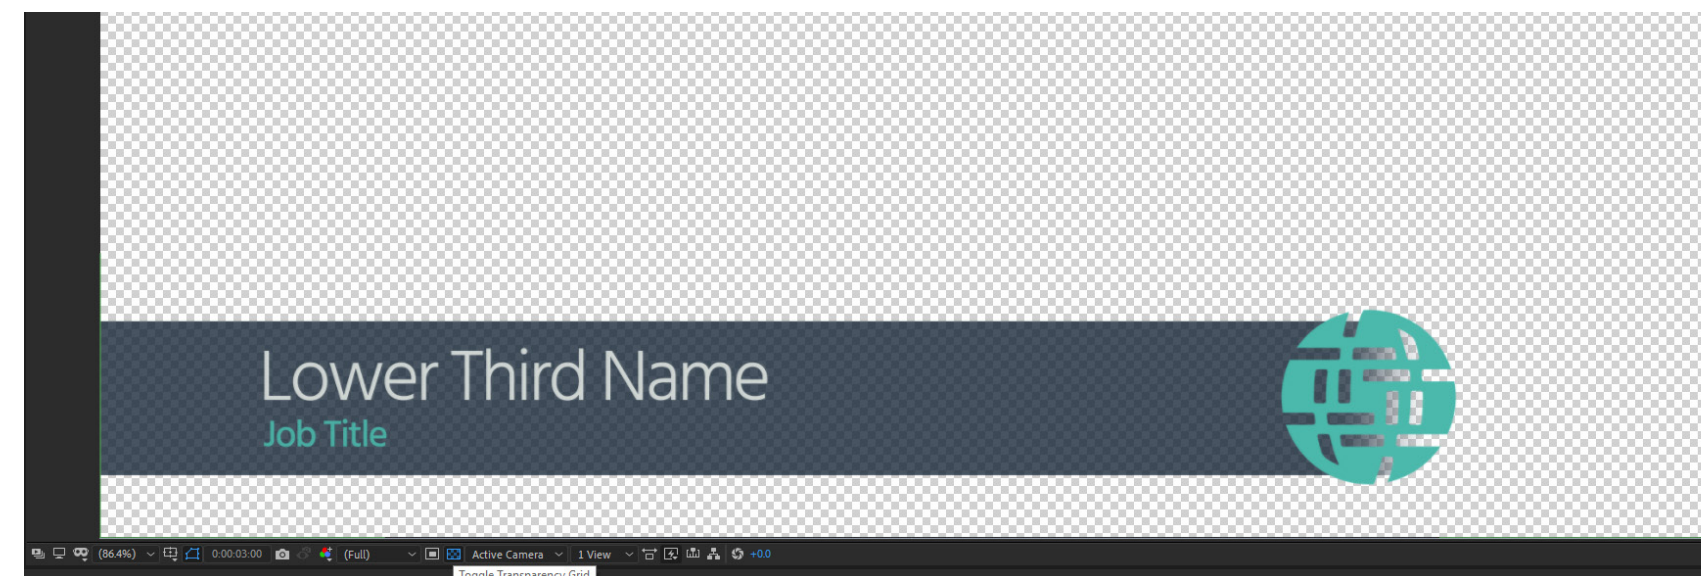 Lower Third Name
Job Title
(86.4%) 0:00:03:00 (Full) Active Camera 1 View +0.0
Toggle Transparency Grid